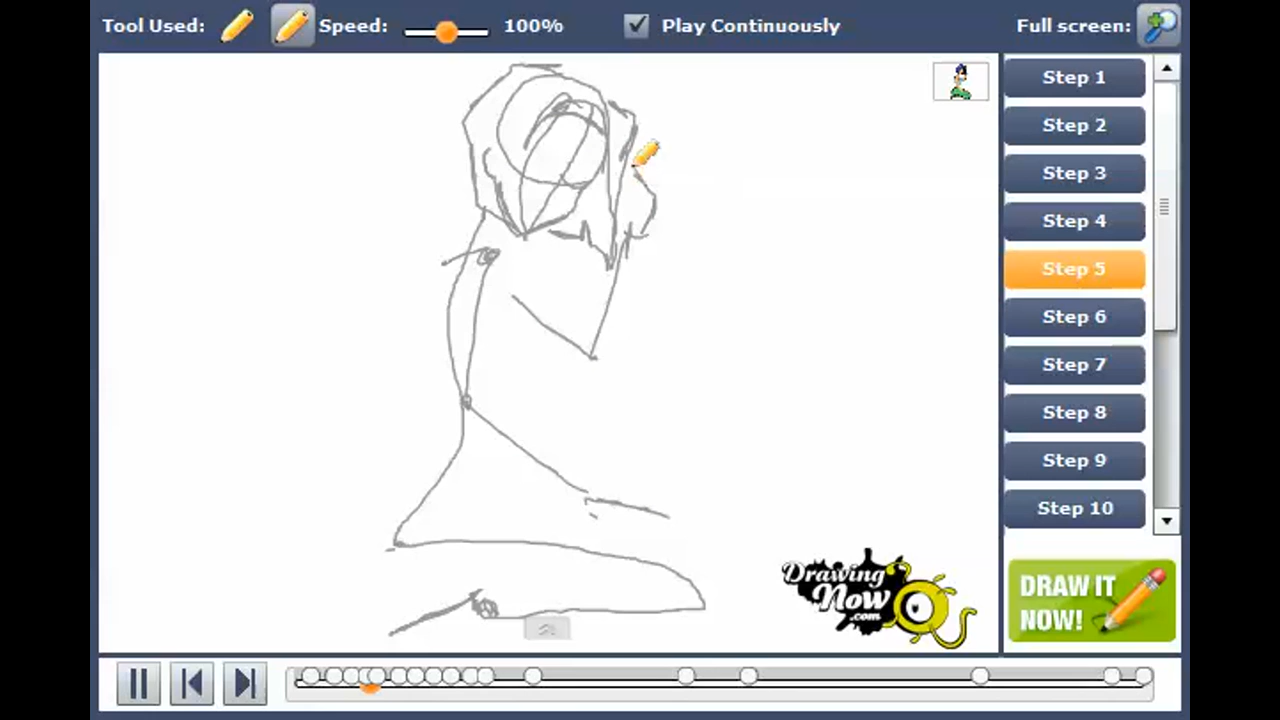 Tool Used: Speed: 100% Play Continuously Full screen:
Step 1
Step 2
Step 3
Step 4
Step 5
Step 6
Step 7
Step 8
Step 9
Step 10
Drawing
Now
.com
DRAW IT
NOW!